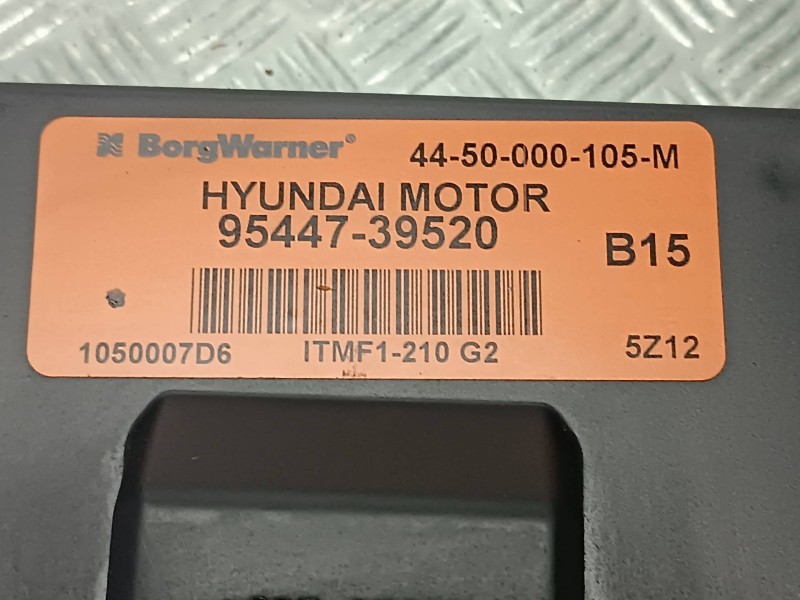 BorgWarner® 44-50-000-105-M
HYUNDAI MOTOR
95447-39520
B15
1050007D6 ITMF1-210 G2 5Z12